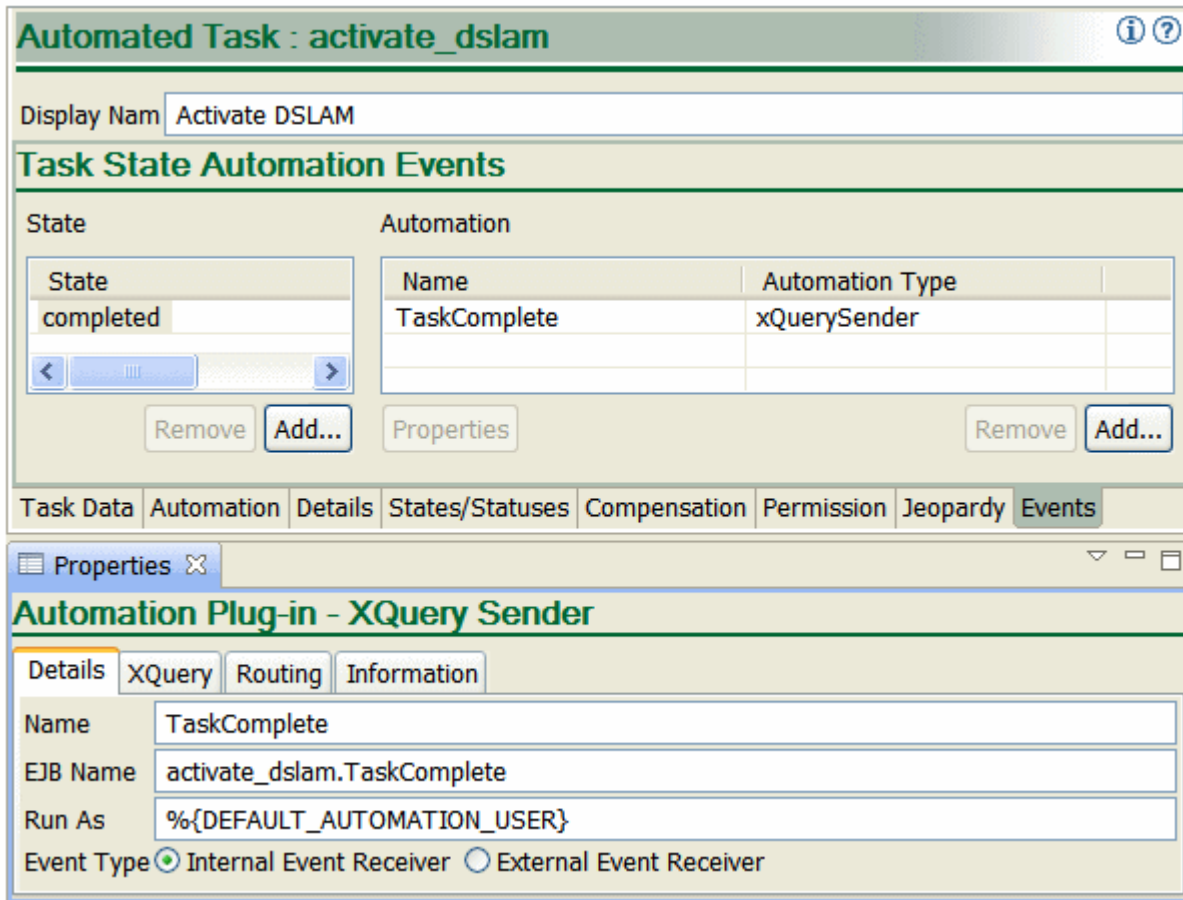 Automated Task : activate_dslam
Display Nam Activate DSLAM
Task State Automation Events
State Automation
State Name Automation Type
completed TaskComplete xQuerySender
Remove Add... Properties Remove Add...
Task Data Automation Details States/Statuses Compensation Permission Jeopardy Events
Properties
Automation Plug-in - XQuery Sender
Details XQuery Routing Information
Name TaskComplete
EJB Name activate_dslam.TaskComplete
Run As %{DEFAULT_AUTOMATION_USER}
Event Type Internal Event Receiver External Event Receiver